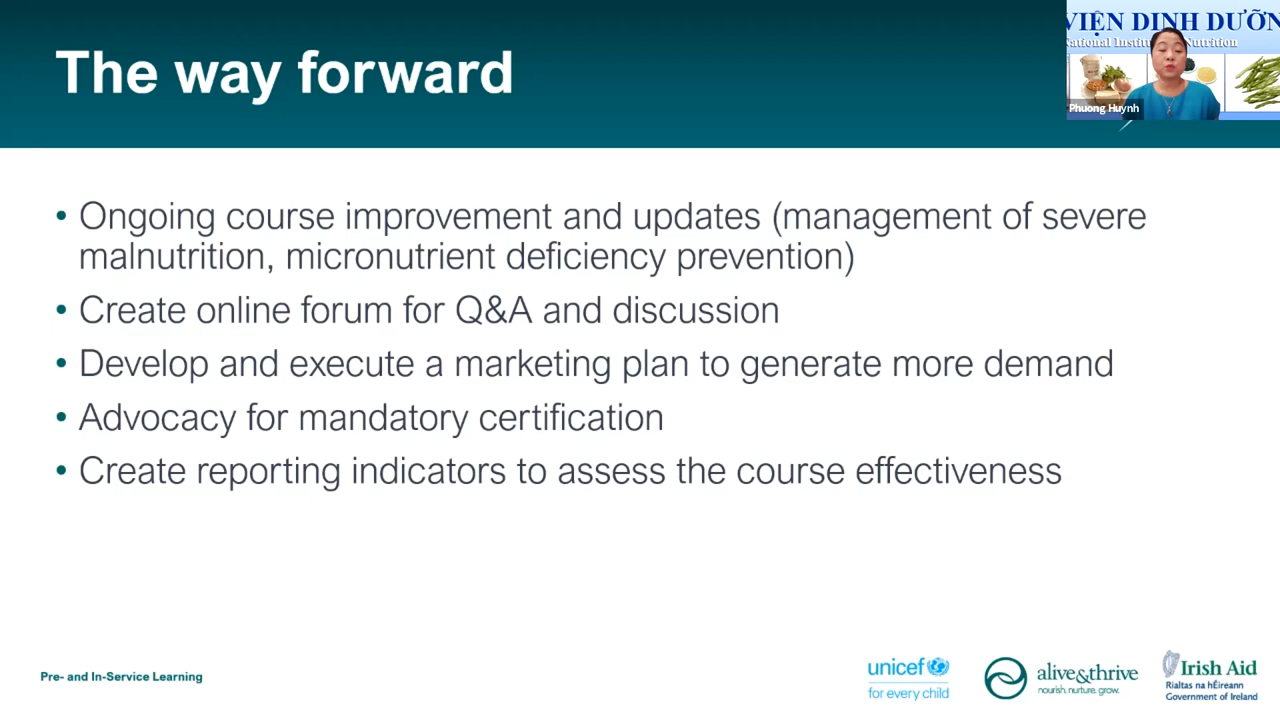 The way forward
VIỆN DINH DƯỠN
National Instit Nutrition
Phuong Huynh
• Ongoing course improvement and updates (management of severe
malnutrition, micronutrient deficiency prevention)
• Create online forum for Q&A and discussion
• Develop and execute a marketing plan to generate more demand
• Advocacy for mandatory certification
• Create reporting indicators to assess the course effectiveness
Pre- and In-Service Learning
unicef
for every child
alive&thrive
nourish. nurture. grow.
Irish Aid
Rialtas na hÉireann
Government of Ireland